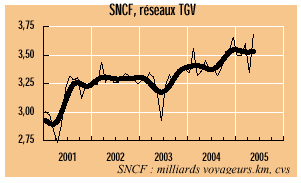 SNCF, réseaux TGV
3,75
3,50
3,25
3,00
2,75
2001 2002 2003 2004 2005
SNCF : milliards voyageurs.km, cvs